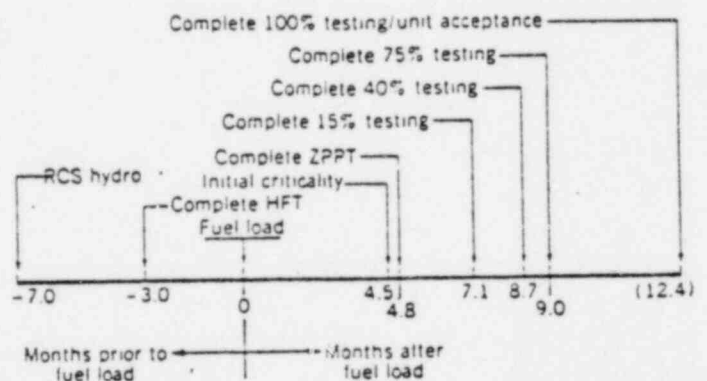 Complete 100% testing/unit acceptance
Complete 75% testing
Complete 40% testing
Complete 15% testing
Complete ZPPT
RCS hydro
Initial criticality
Complete HFT
Fuel load
-7.0 -3.0 0 4.5 4.8 7.1 8.7 9.0 (12.4)
Months prior to fuel load
Months after fuel load